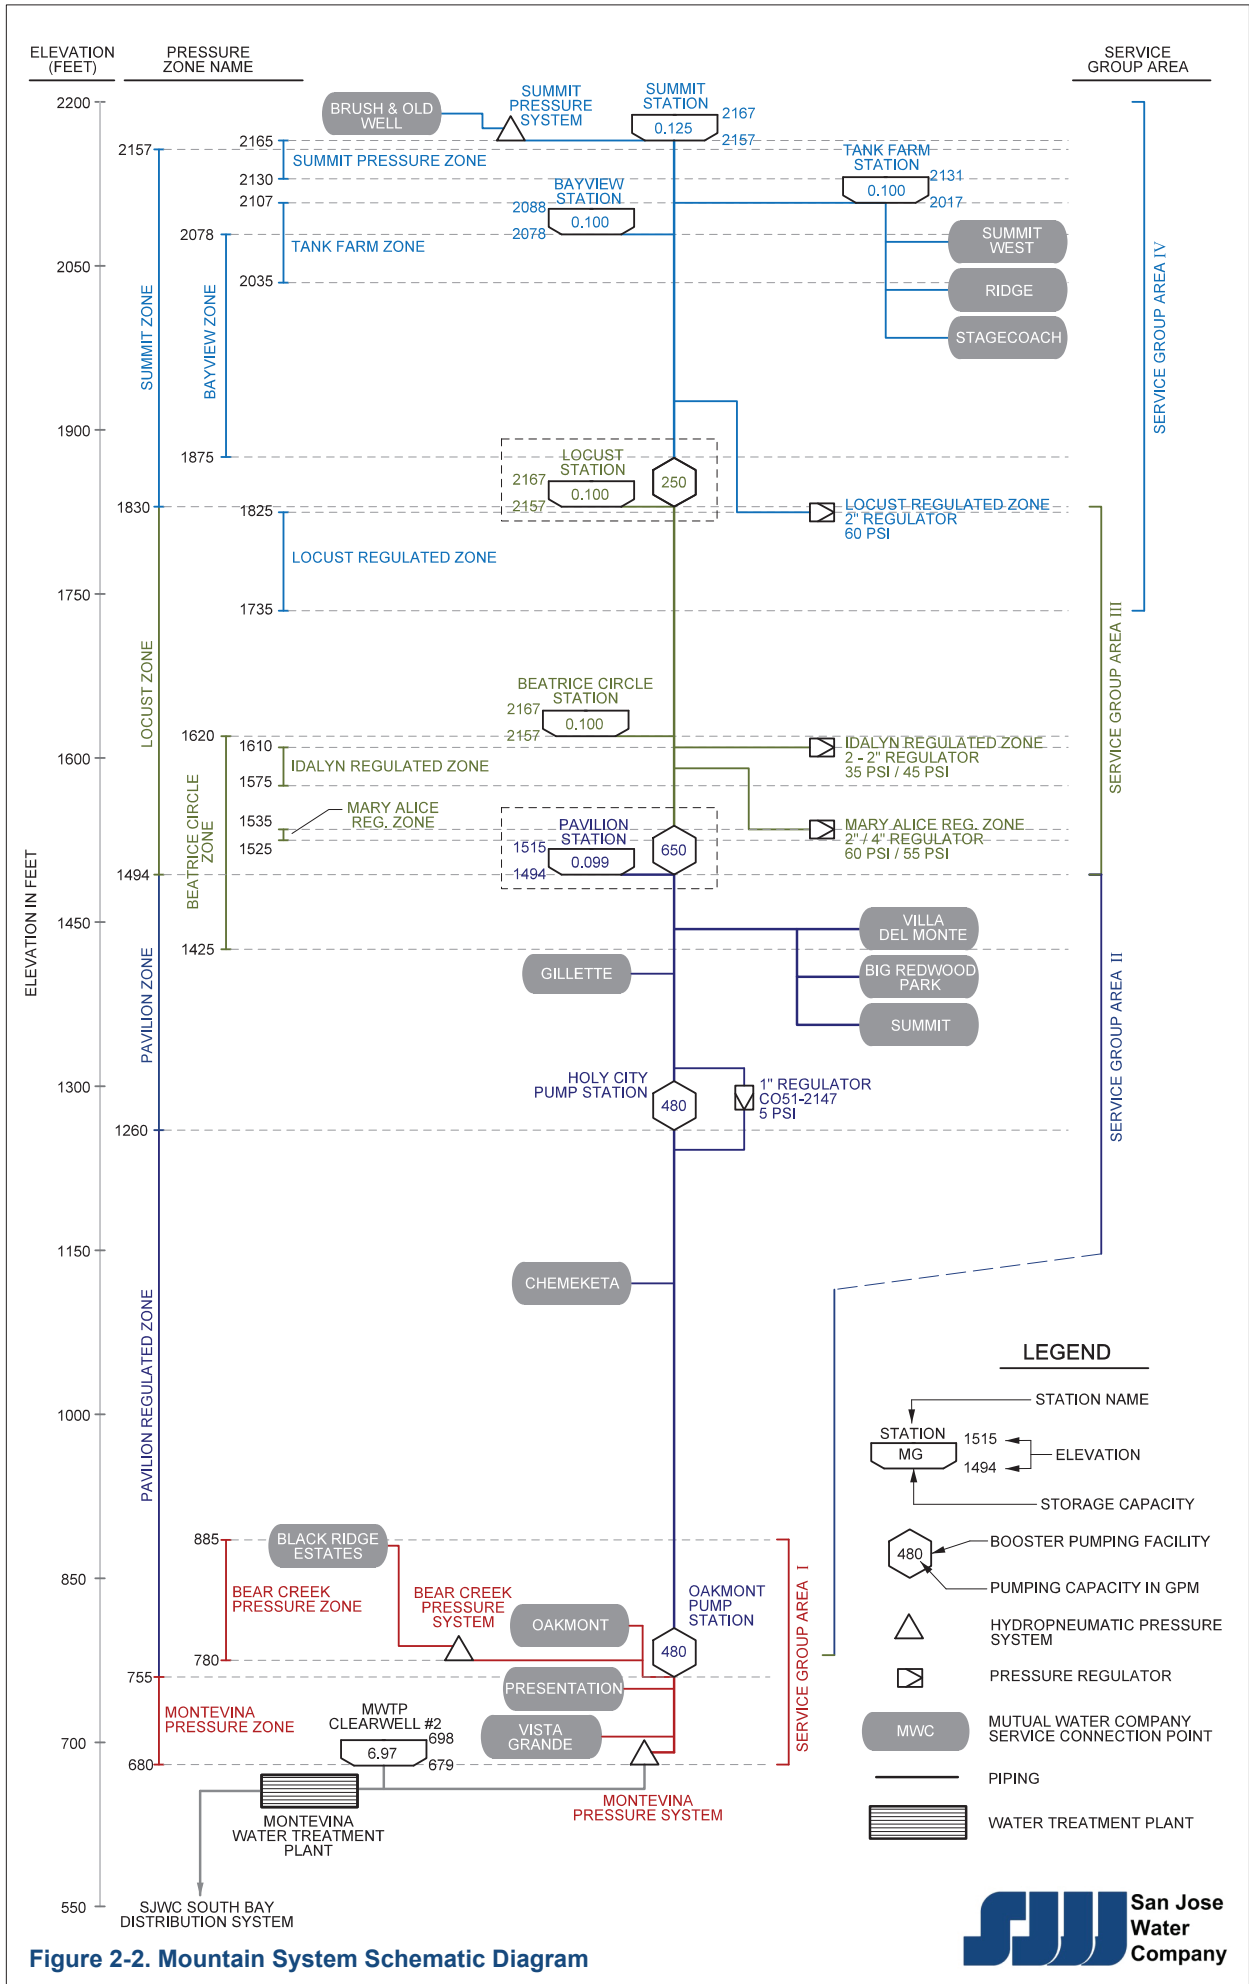 ELEVATION
(FEET)
PRESSURE
ZONE NAME
SERVICE
GROUP AREA
2200
2050
1900
1750
1600
1450
1300
1150
1000
850
700
550
ELEVATION IN FEET
2157
1830
1494
1260
755
680
SUMMIT ZONE
LOCUST ZONE
PAVILION ZONE
PAVILION REGULATED ZONE
MONTEVINA
PRESSURE ZONE
2078
BAYVIEW ZONE
1875
1620
BEATRICE CIRCLE
ZONE
1425
885
BEAR CREEK
PRESSURE ZONE
780
2165
SUMMIT PRESSURE ZONE
2130
2107
TANK FARM ZONE
2035
1825
LOCUST REGULATED ZONE
1735
1610
IDALYN REGULATED ZONE
1575
1535
MARY ALICE
REG. ZONE
1525
BRUSH & OLD
WELL
SUMMIT
PRESSURE
SYSTEM
SUMMIT
STATION
0.125
2167
2157
TANK FARM
STATION
0.100
2131
2017
BAYVIEW
STATION
2088
0.100
2078
SUMMIT
WEST
RIDGE
STAGECOACH
SERVICE GROUP AREA IV
LOCUST
STATION
2167
0.100
2157
250
LOCUST REGULATED ZONE
2" REGULATOR
60 PSI
SERVICE GROUP AREA III
BEATRICE CIRCLE
STATION
2167
0.100
2157
IDALYN REGULATED ZONE
2 - 2" REGULATOR
35 PSI / 45 PSI
MARY ALICE REG. ZONE
2" / 4" REGULATOR
60 PSI / 55 PSI
PAVILION
STATION
1515
0.099
1494
650
VILLA
DEL MONTE
BIG REDWOOD
PARK
SUMMIT
GILLETTE
SERVICE GROUP AREA II
HOLY CITY
PUMP STATION
480
1" REGULATOR
CO51-2147
5 PSI
CHEMEKETA
BLACK RIDGE
ESTATES
BEAR CREEK
PRESSURE
SYSTEM
OAKMONT
OAKMONT
PUMP
STATION
480
PRESENTATION
VISTA
GRANDE
SERVICE GROUP AREA I
MWTP
CLEARWELL #2
6.97
698
679
MONTEVINA
PRESSURE SYSTEM
MONTEVINA
WATER TREATMENT
PLANT
SJWC SOUTH BAY
DISTRIBUTION SYSTEM
LEGEND
STATION NAME
STATION
MG
1515
1494
ELEVATION
STORAGE CAPACITY
480
BOOSTER PUMPING FACILITY
PUMPING CAPACITY IN GPM
HYDROPNEUMATIC PRESSURE
SYSTEM
PRESSURE REGULATOR
MWC
MUTUAL WATER COMPANY
SERVICE CONNECTION POINT
PIPING
WATER TREATMENT PLANT
Figure 2-2. Mountain System Schematic Diagram
San Jose
Water
Company